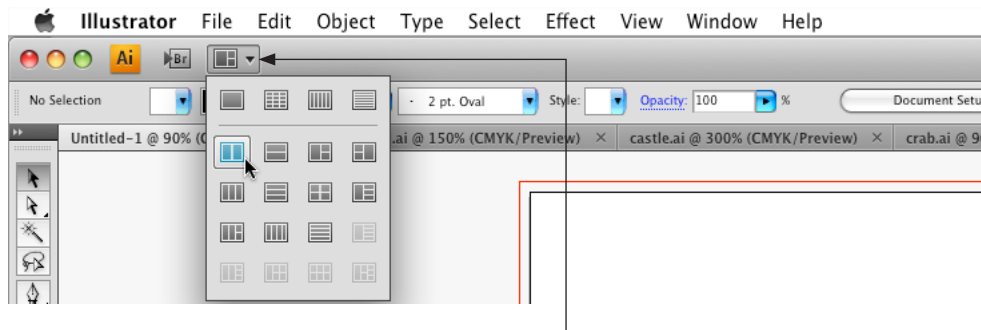 Illustrator File Edit Object Type Select Effect View Window Help
Ai Br
No Selection 2 pt. Oval Style: Opacity: 100 % Document Setu
Untitled-1 @ 90% (C .ai @ 150% (CMYK/Preview) × castle.ai @ 300% (CMYK/Preview) × crab.ai @ 9